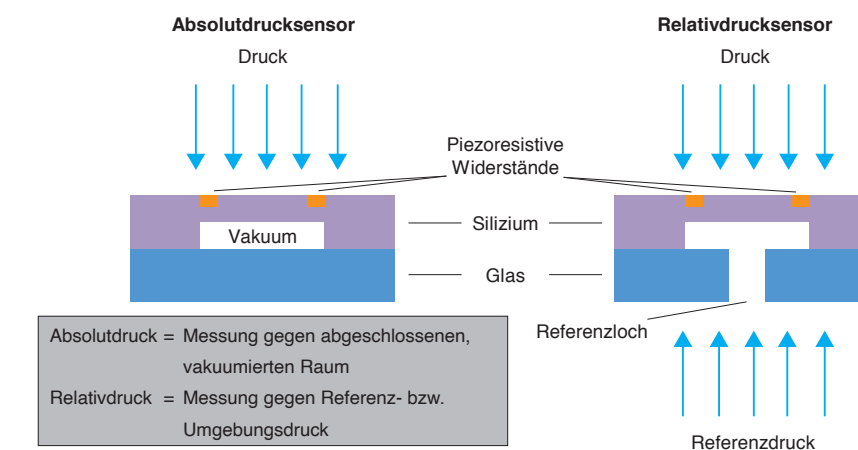 Absolutdrucksensor
Druck
Relativdrucksensor
Druck
Piezoresistive
Widerstände
Silizium
Vakuum
Glas
Referenzloch
Absolutdruck = Messung gegen abgeschlossenen,
vakuumierten Raum
Relativdruck = Messung gegen Referenz- bzw.
Umgebungsdruck
Referenzdruck